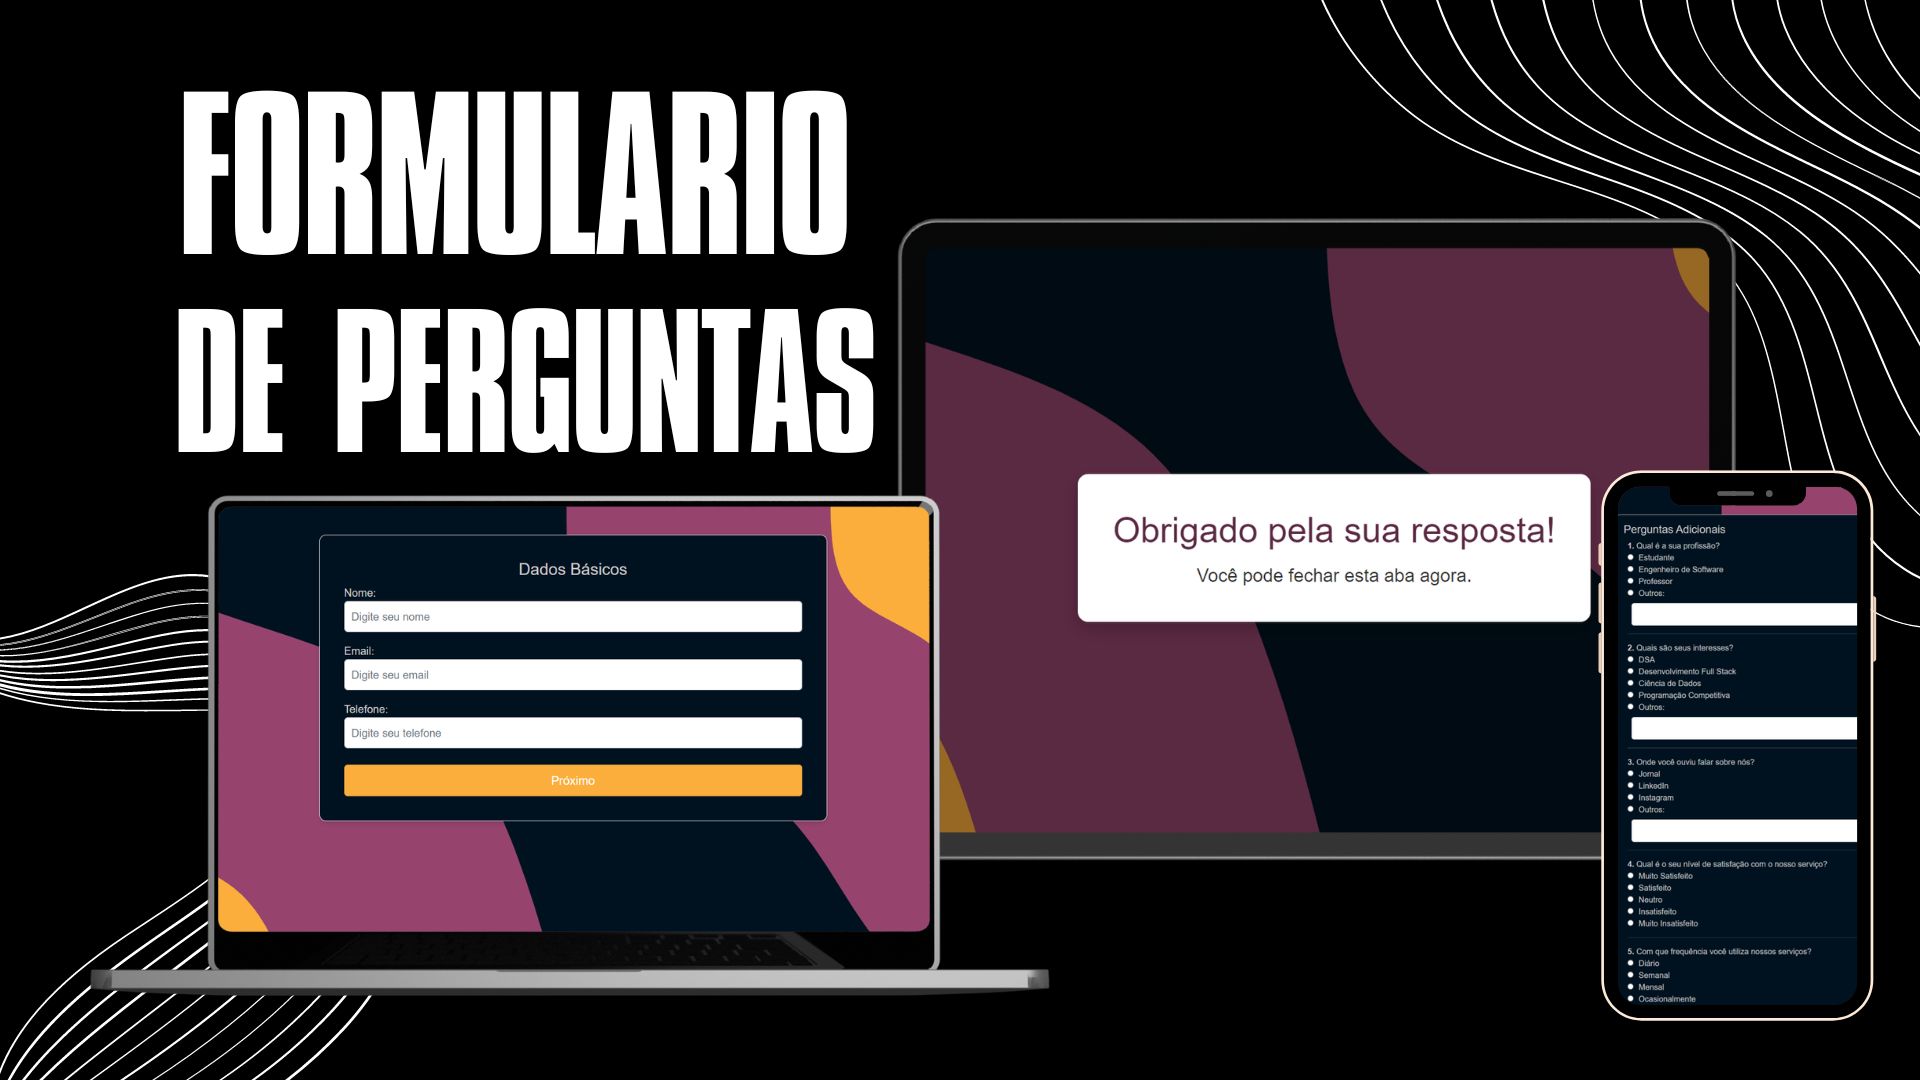 FORMULARIO
DE PERGUNTAS
Dados Básicos
Nome:
Digite seu nome
Email:
Digite seu email
Telefone:
Digite seu telefone
Próximo
Obrigado pela sua resposta!
Você pode fechar esta aba agora.
Perguntas Adicionais
1. Qual é a sua profissão?
Estudante
Engenheiro de Software
Professor
Outros:
2. Quais são seus interesses?
DSA
Desenvolvimento Full Stack
Ciência de Dados
Programação Competitiva
Outros:
3. Onde você ouviu falar sobre nós?
Jornal
LinkedIn
Instagram
Outros:
4. Qual é o seu nível de satisfação com o nosso serviço?
Muito Satisfeito
Satisfeito
Neutro
Insatisfeito
Muito Insatisfeito
5. Com que frequência você utiliza nossos serviços?
Diário
Semanal
Mensal
Ocasionalmente